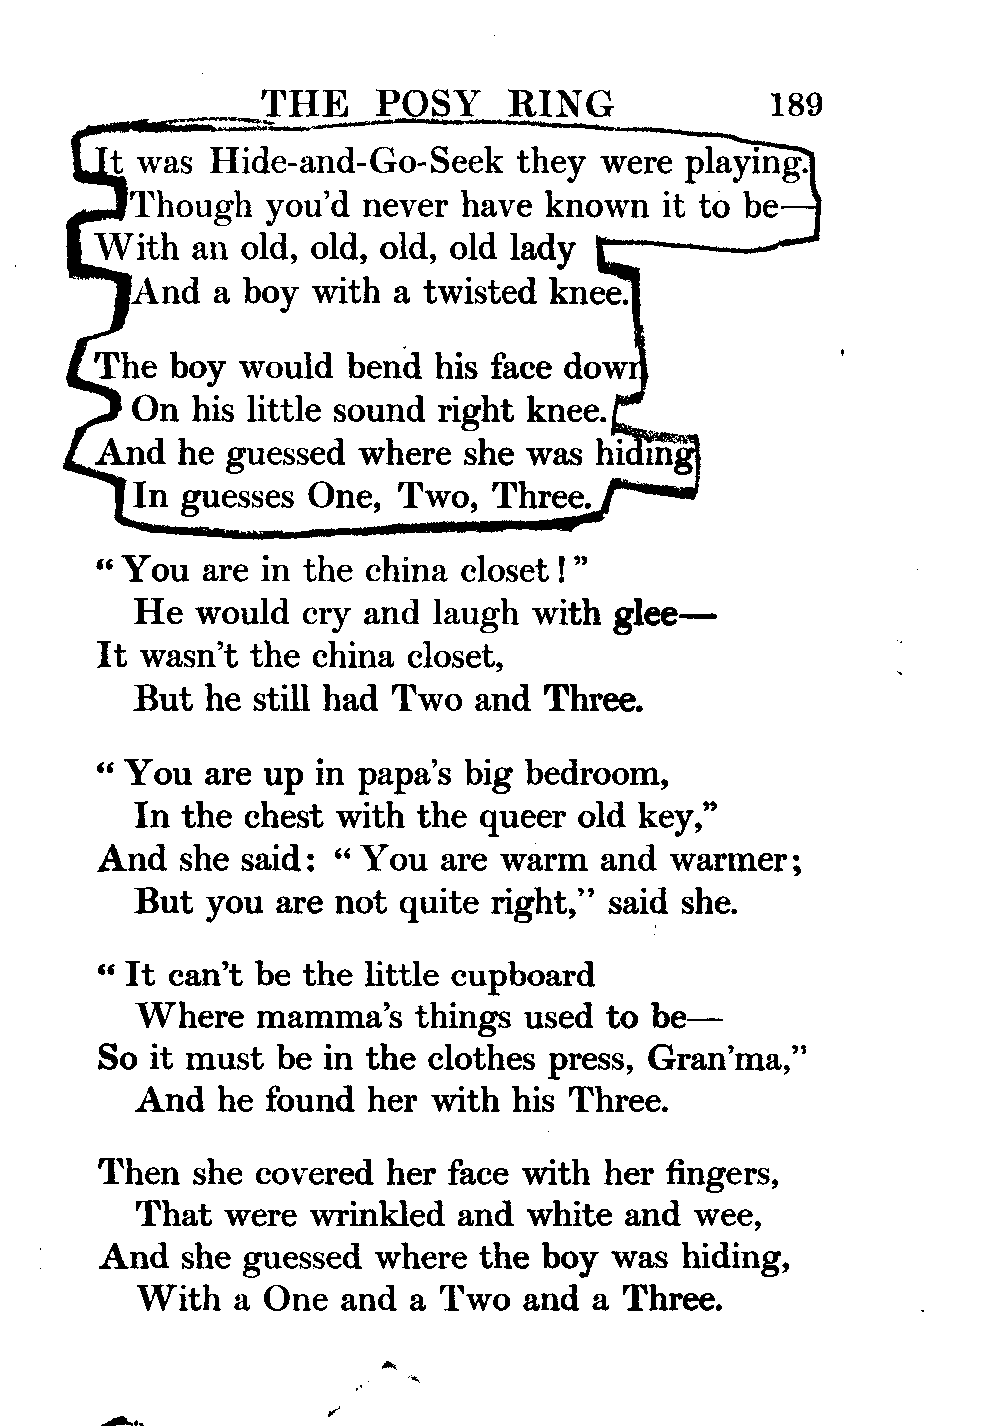 THE POSY RING 189
It was Hide-and-Go-Seek they were playing.
Though you'd never have known it to be—
With an old, old, old, old lady
And a boy with a twisted knee.
The boy would bend his face down
On his little sound right knee.
And he guessed where she was hiding
In guesses One, Two, Three.
“ You are in the china closet ! ”
He would cry and laugh with glee—
It wasn't the china closet,
But he still had Two and Three.
“ You are up in papa's big bedroom,
In the chest with the queer old key,”
And she said: “ You are warm and warmer;
But you are not quite right,” said she.
“ It can't be the little cupboard
Where mamma's things used to be—
So it must be in the clothes press, Gran'ma,”
And he found her with his Three.
Then she covered her face with her fingers,
That were wrinkled and white and wee,
And she guessed where the boy was hiding,
With a One and a Two and a Three.